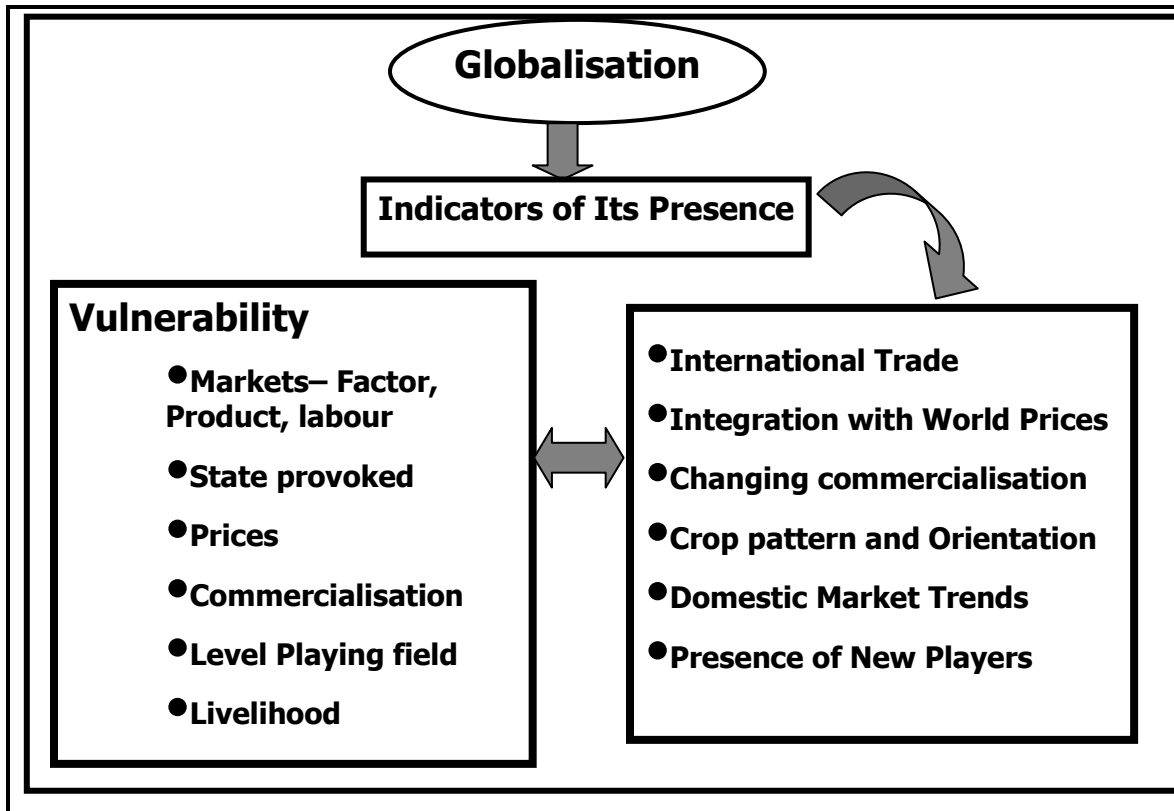 Globalisation
Indicators of Its Presence
Vulnerability
●Markets– Factor,
Product, labour
●State provoked
●Prices
●Commercialisation
●Level Playing field
●Livelihood
●International Trade
●Integration with World Prices
●Changing commercialisation
●Crop pattern and Orientation
●Domestic Market Trends
●Presence of New Players